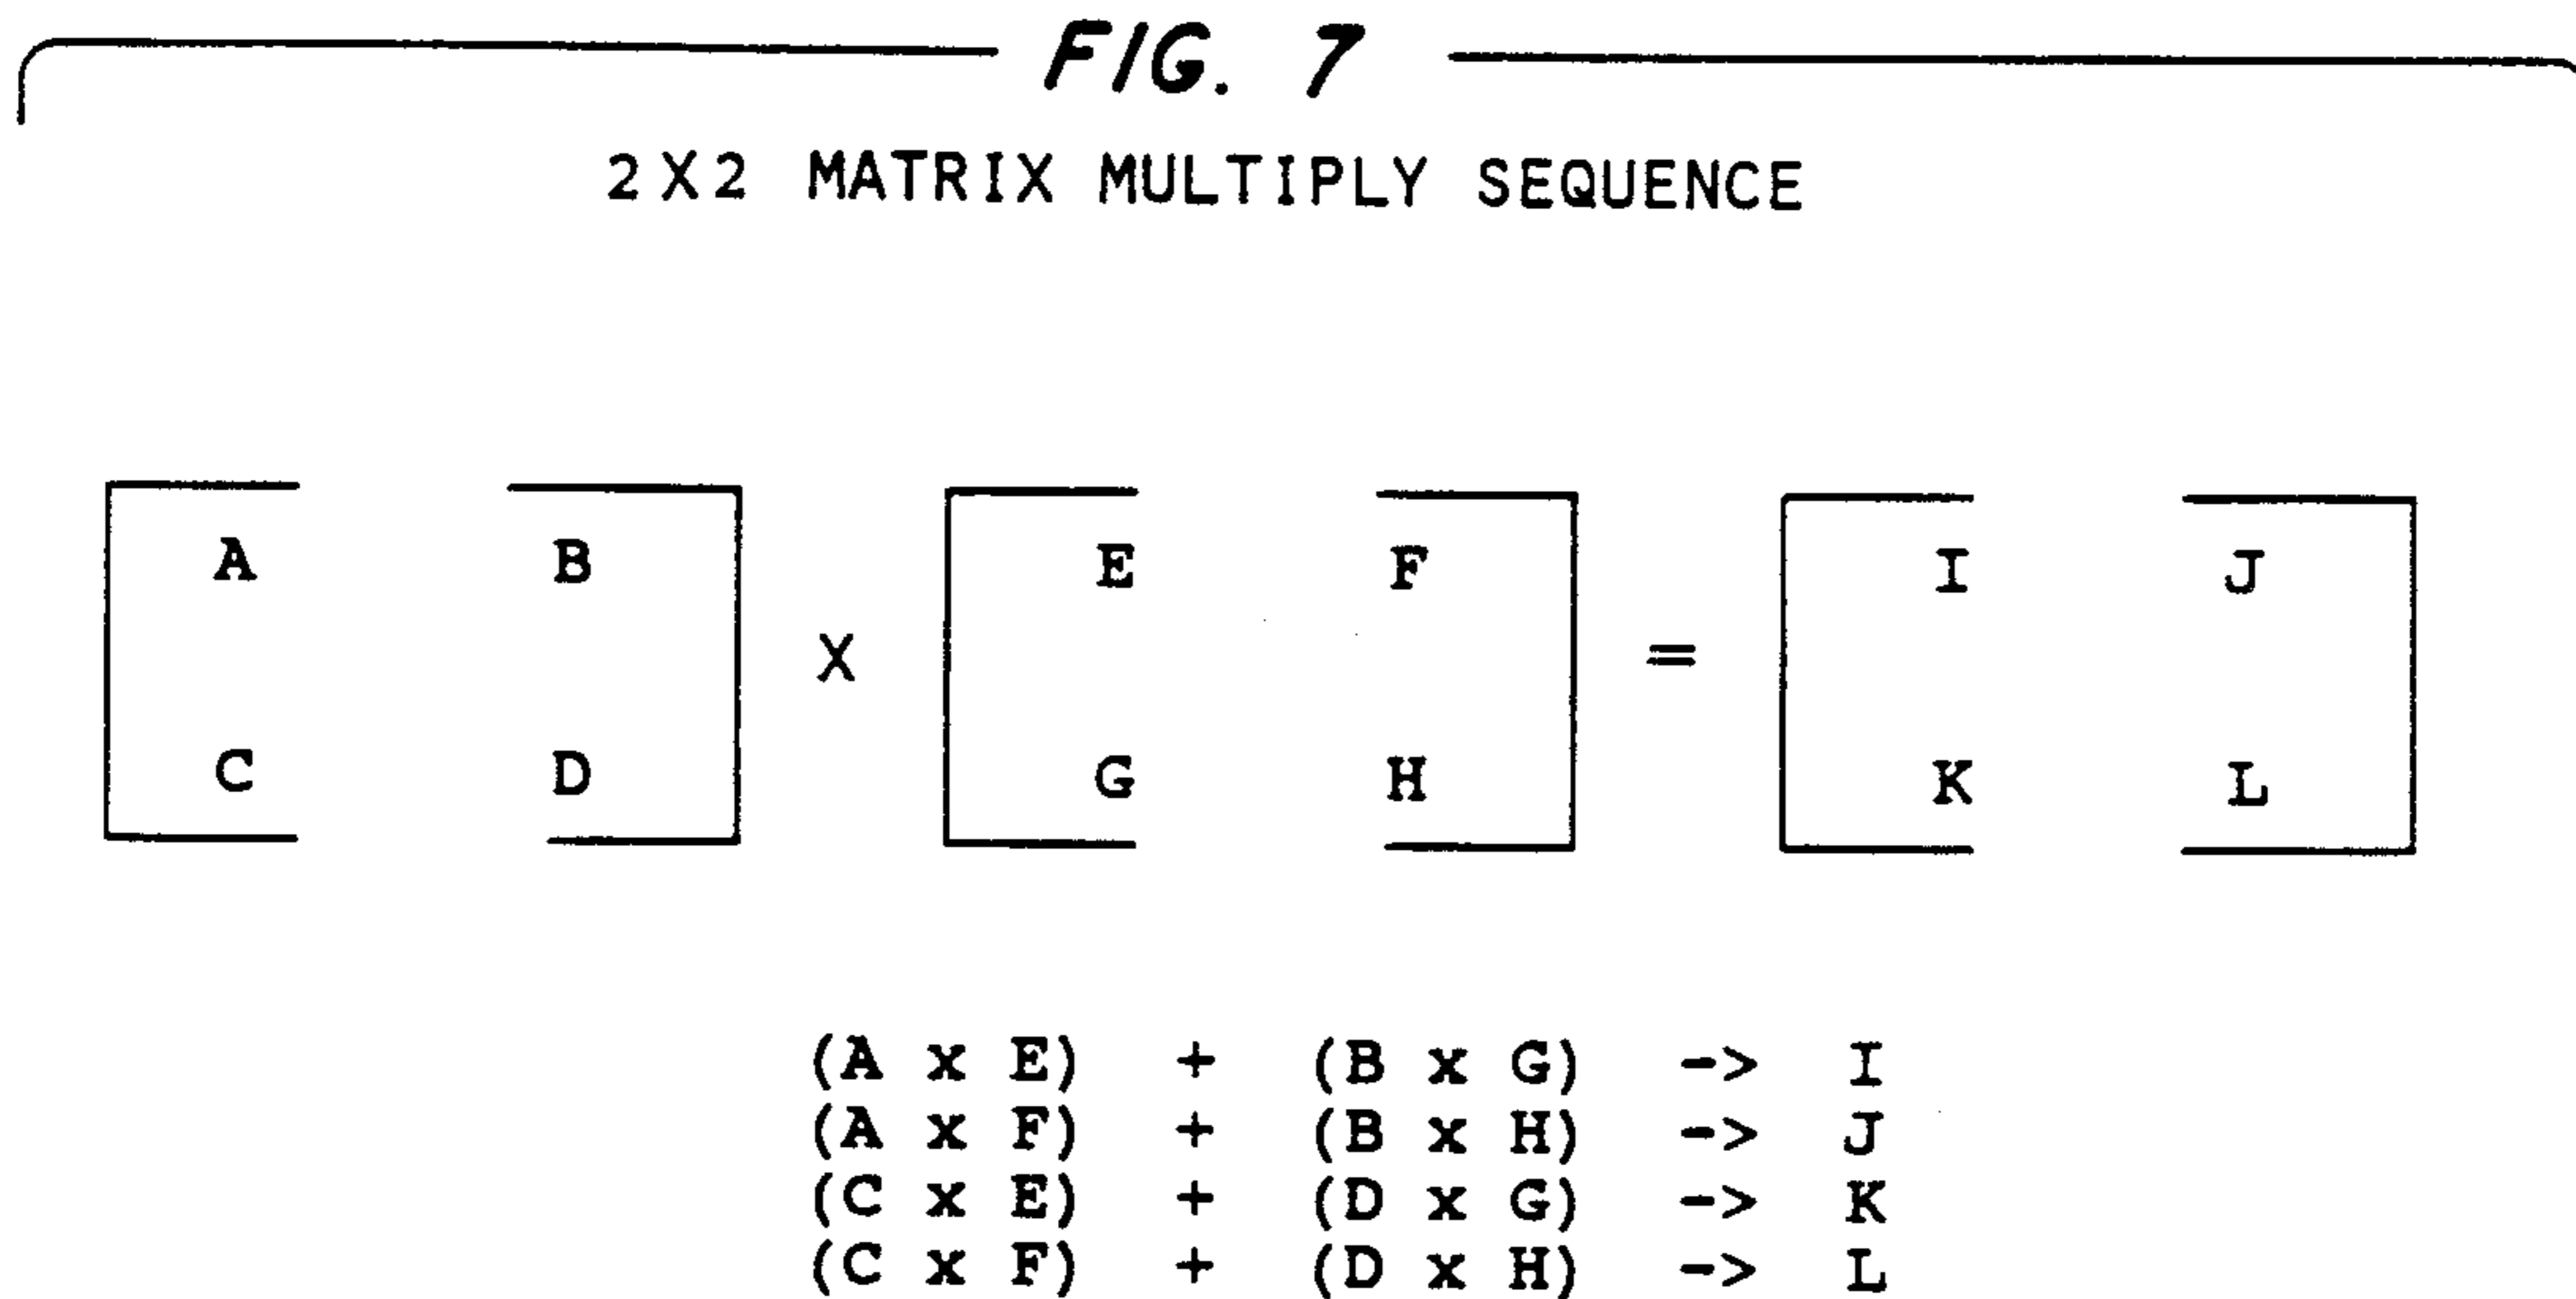 FIG. 7
2X2 MATRIX MULTIPLY SEQUENCE
A B E F I J
X =
C D G H K L
(A x E) + (B x G) -> I
(A x F) + (B x H) -> J
(C x E) + (D x G) -> K
(C x F) + (D x H) -> L